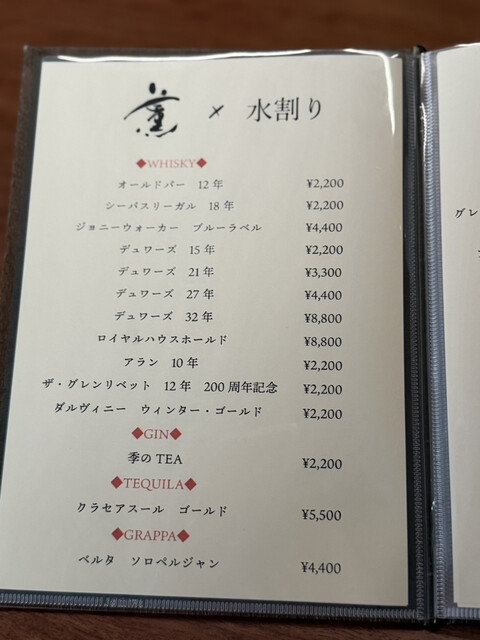 薫 × 水割り
◆WHISKY◆
オールドパー 12年 ¥2,200
シーバスリーガル 18年 ¥2,200
ジョニーウォーカー ブルーラベル ¥4,400
デュワーズ 15年 ¥2,200
デュワーズ 21年 ¥3,300
デュワーズ 27年 ¥4,400
デュワーズ 32年 ¥8,800
ロイヤルハウスホールド ¥8,800
アラン 10年 ¥2,200
ザ・グレンリベット 12年 200周年記念 ¥2,200
ダルヴィニー ウィンター・ゴールド ¥2,200
◆GIN◆
季のTEA ¥2,200
◆TEQUILA◆
クラセアスール ゴールド ¥5,500
◆GRAPPA◆
ベルタ ソロペルジャン ¥4,400
グレ